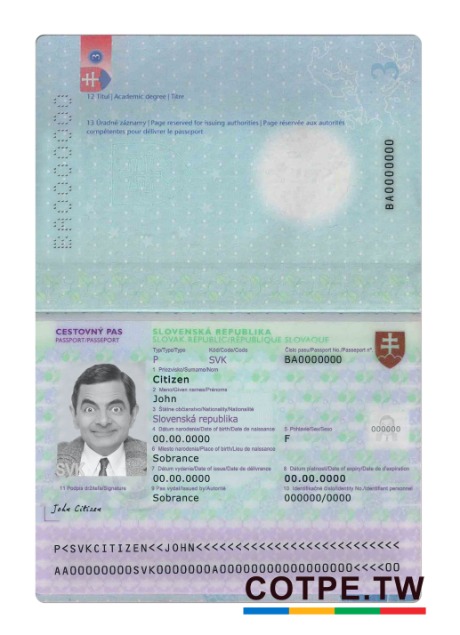 12 Titul | Academic degree | Titre
13 Úradné záznamy | Page reserved for issuing authorities | Page réservée aux autorités
compétentes pour délivrer le passeport
BA0000000
BA0000000
CESTOVNÝ PAS
PASSPORT/PASSEPORT
SLOVENSKÁ REPUBLIKA
SLOVAK REPUBLIC/RÉPUBLIQUE SLOVAQUE
Typ/Type/Type Kód/Code/Code Číslo pasu/Passport No./Passeport n°
P SVK BA0000000
1 Priezvisko/Surname/Nom
Citizen
2 Meno/Given names/Prénoms
John
3 Štátne občianstvo/Nationality/Nationalité
Slovenská republika
4 Dátum narodenia/Date of birth/Date de naissance 5 Pohlavie/Sex/Sexe
00.00.0000 F
000000
6 Miesto narodenia/Place of birth/Lieu de naissance
Sobrance
7 Dátum vydania/Date of issue/Date de délivrance 8 Dátum platnosti/Date of expiry/Date d'expiration
00.00.0000 00.00.0000
9 Pas vydal/Issued by/Autorité 10 Identifikačné číslo/Identity No./Identifiant personnel
Sobrance 000000/0000
11 Podpis držiteľa/Signature
John Citizen
P<SVKCITIZEN<<JOHN<<<<<<<<<<<<<<<<<<<<<<<<<<
AA00000000SVK0000000A00000000000000000<<<<00
COTPE.TW